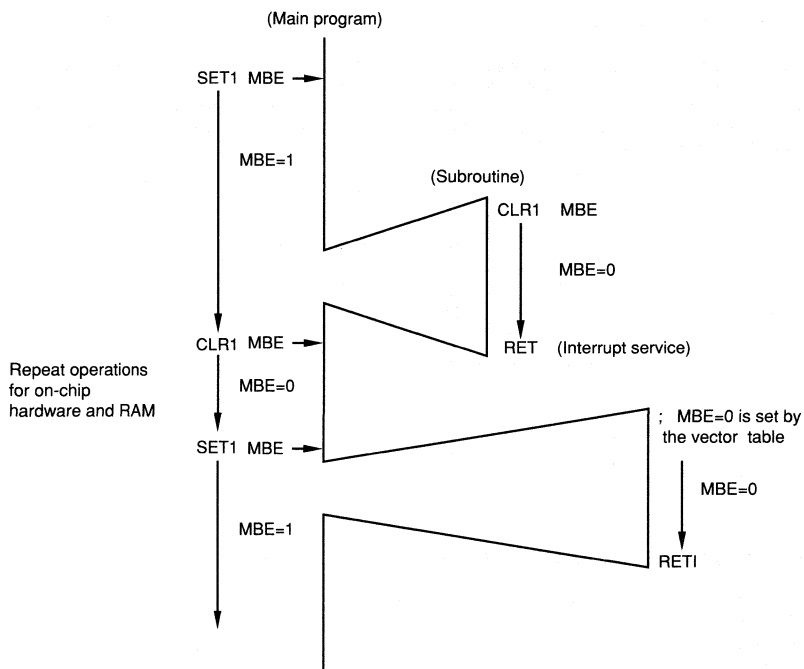 (Main program)
SET1 MBE
MBE=1
(Subroutine)
CLR1 MBE
MBE=0
RET (Interrupt service)
CLR1 MBE
Repeat operations
for on-chip
hardware and RAM
MBE=0
SET1 MBE
; MBE=0 is set by
the vector table
MBE=0
MBE=1
RETI